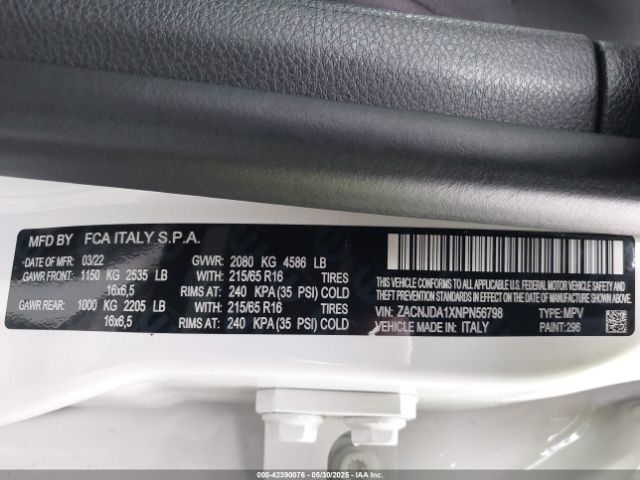 MFD BY FCA ITALY S.P.A.
DATE OF MFR: 03/22 GVWR: 2080 KG 4586 LB
GAWR FRONT: 1150 KG 2535 LB WITH: 215/65 R16 TIRES
16x6,5 RIMS AT: 240 KPA (35 PSI) COLD
GAWR REAR: 1000 KG 2205 LB WITH: 215/65 R16 TIRES
16x6,5 RIMS AT: 240 KPA (35 PSI) COLD
THIS VEHICLE CONFORMS TO ALL APPLICABLE U.S. FEDERAL MOTOR VEHICLE SAFETY
AND THEFT PREVENTION STANDARDS IN EFFECT ON THE DATE OF MANUFACTURE SHOWN ABOVE.
VIN: ZACNJDA1XNPN56798 TYPE: MPV
VEHICLE MADE IN: ITALY PAINT: 296
000-42390076 - 05/30/2025 - IAAI.COM